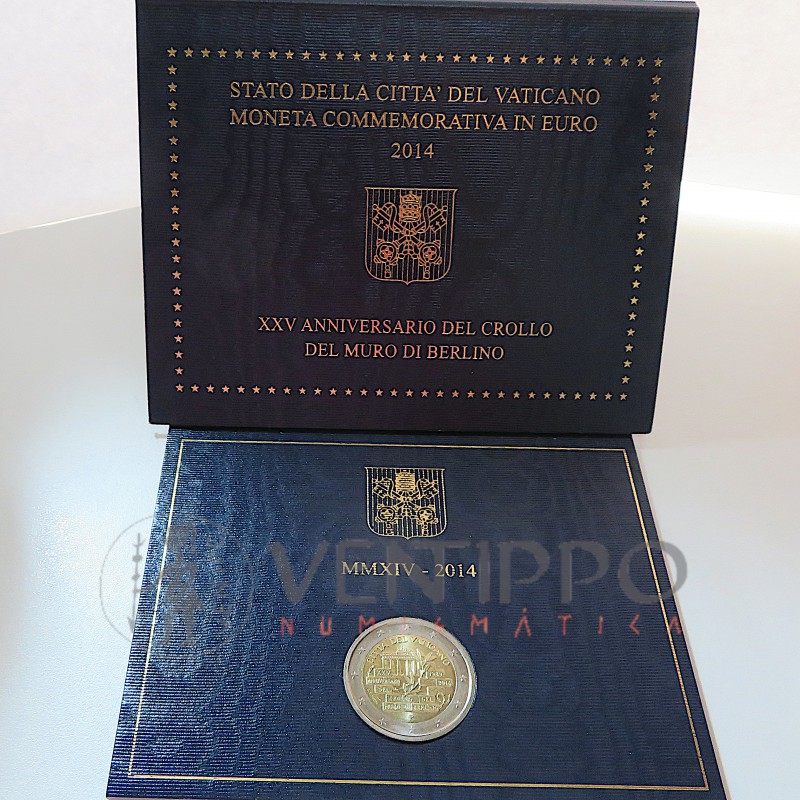 STATO DELLA CITTA' DEL VATICANO
MONETA COMMEMORATIVA IN EURO
2014
XXV ANNIVERSARIO DEL CROLLO
DEL MURO DI BERLINO
MMXIV - 2014
VENTIPPO
NUMISMÁTICA
CITTÀ DEL VATICANO
XXV